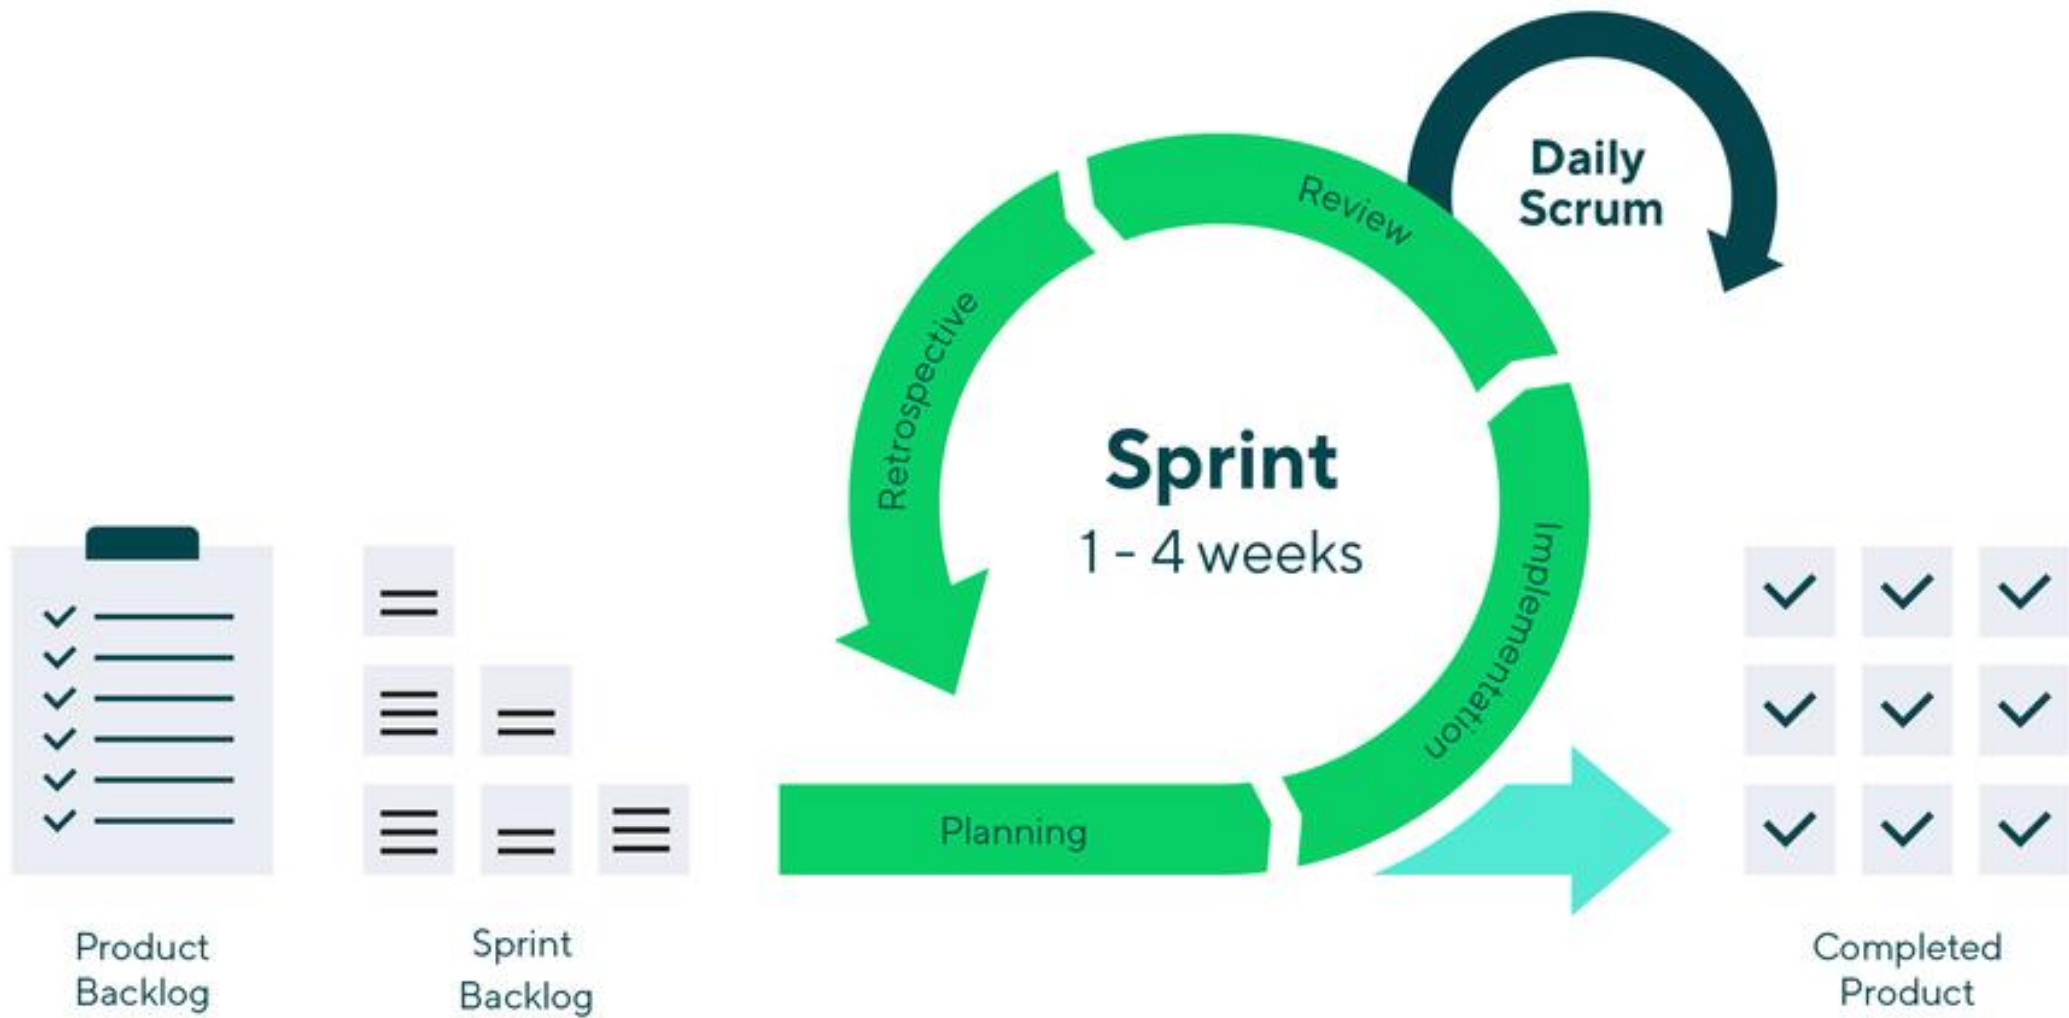 Daily
Scrum
Review
Retrospective
Sprint
1 - 4 weeks
Implementation
Planning
Product
Backlog
Sprint
Backlog
Completed
Product